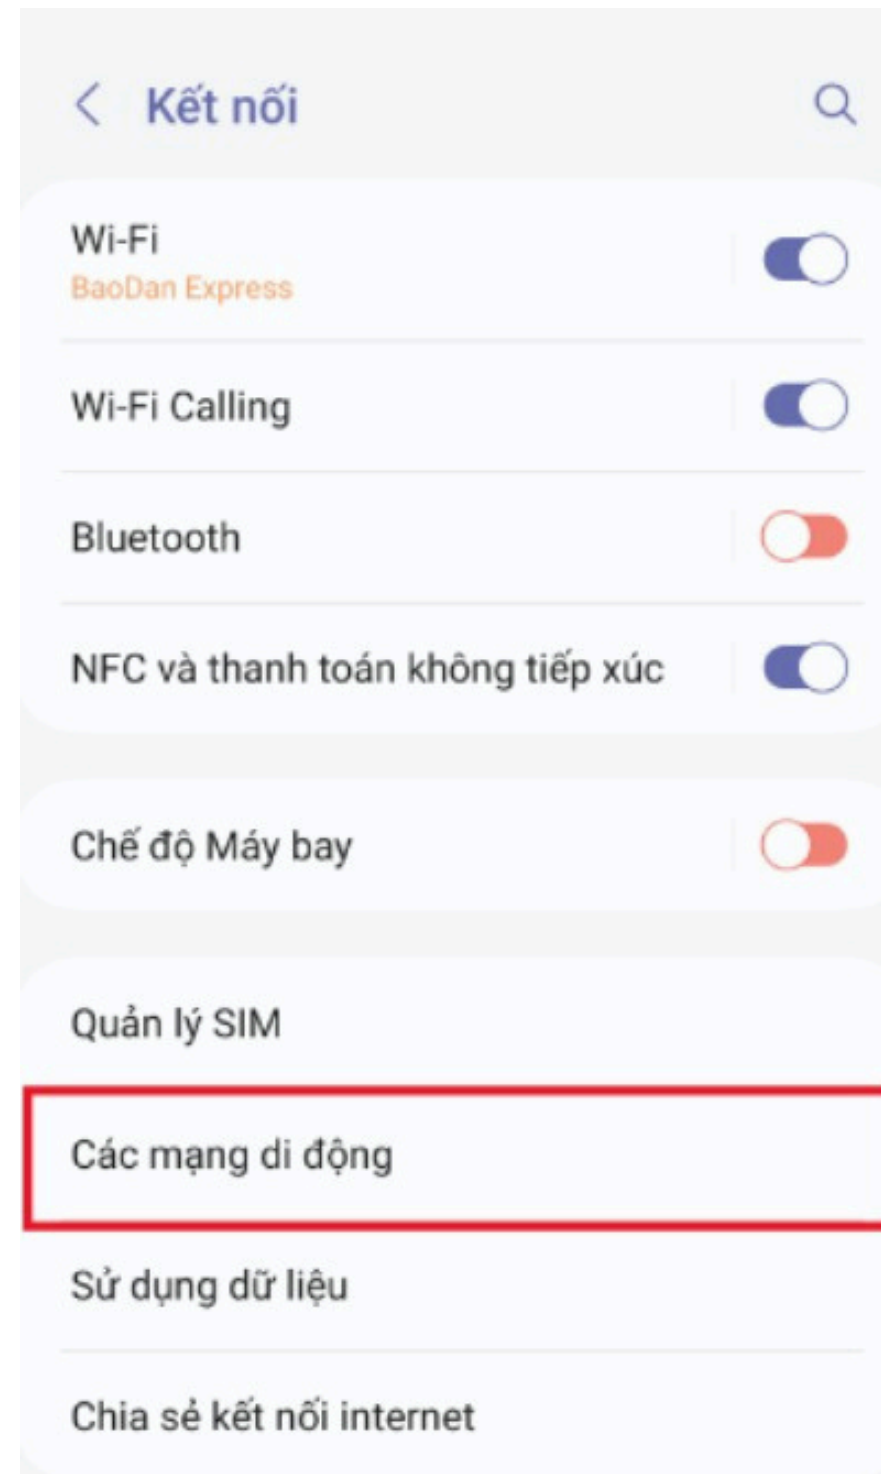 Kết nối
Wi-Fi
BaoDan Express
Wi-Fi Calling
Bluetooth
NFC và thanh toán không tiếp xúc
Chế độ Máy bay
Quản lý SIM
Các mạng di động
Sử dụng dữ liệu
Chia sẻ kết nối internet